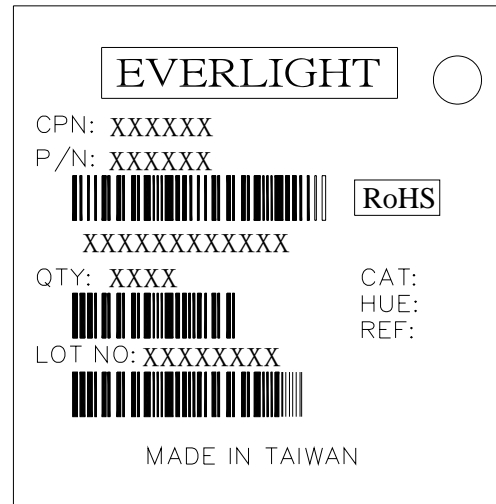 EVERLIGHT
CPN: XXXXXX
P/N: XXXXXX
RoHS
XXXXXXXXXXXX
QTY: XXXX
CAT:
HUE:
REF:
LOT NO: XXXXXXXX
MADE IN TAIWAN